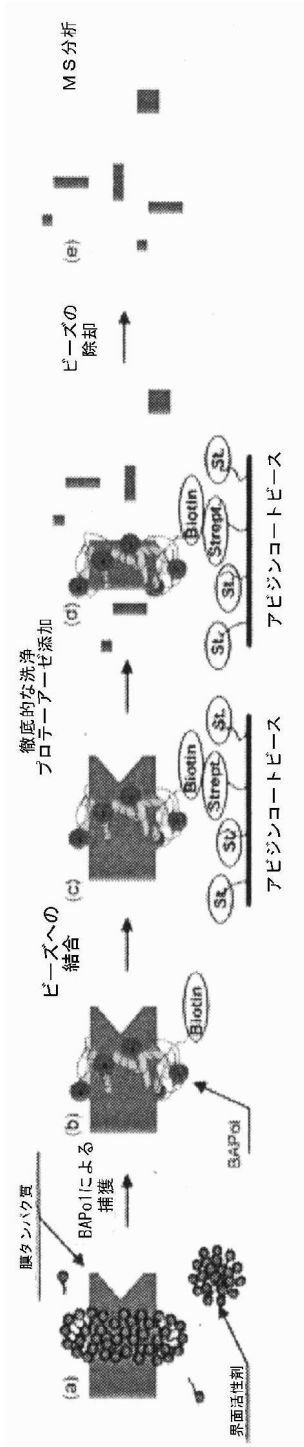 膜タンパク質
(a)
界面活性剤
BAPolによる
捕獲
(b)
Biotin
BAPol
ビーズへの
結合
(c)
Biotin
Strept.
St.
St.
St.
アビジンコートビース
徹底的な洗浄
プロテーアーゼ添加
(d)
Biotin
Strept.
St.
St.
St.
アビジンコートビース
ビーズの
除却
(e)
MS分析